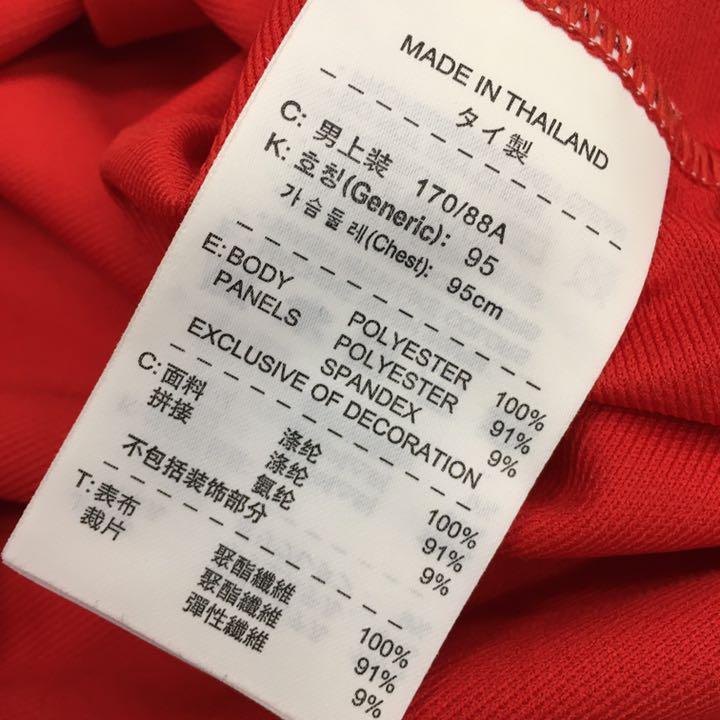 MADE IN THAILAND
タイ製
C: 男上装 170/88A
K: 호칭(Generic): 95
가슴둘레(Chest): 95cm
E: BODY POLYESTER 100%
PANELS POLYESTER 91%
SPANDEX 9%
EXCLUSIVE OF DECORATION
C: 面料 涤纶 100%
拼接 涤纶 91%
氨纶 9%
不包括装饰部分
T: 表布 聚酯纖維 100%
裁片 聚酯纖維 91%
彈性纖維 9%